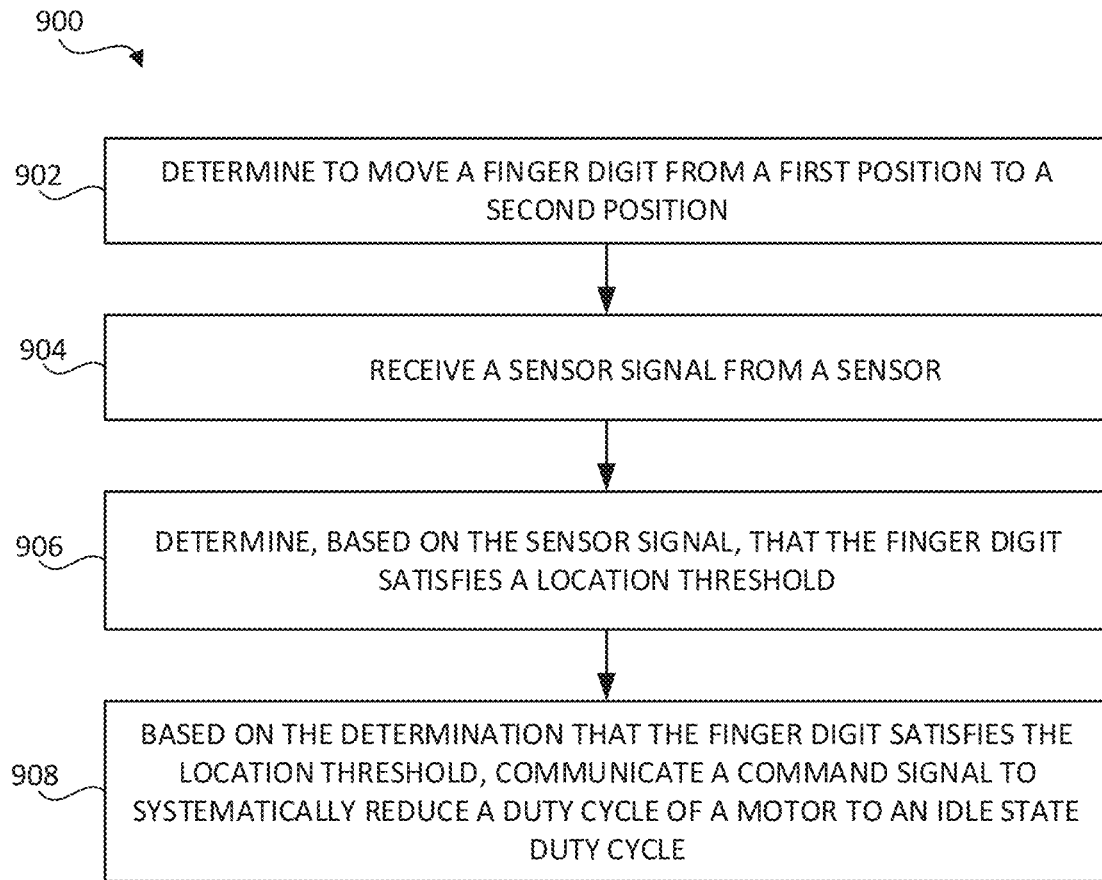 900
902
DETERMINE TO MOVE A FINGER DIGIT FROM A FIRST POSITION TO A
SECOND POSITION
904
RECEIVE A SENSOR SIGNAL FROM A SENSOR
906
DETERMINE, BASED ON THE SENSOR SIGNAL, THAT THE FINGER DIGIT
SATISFIES A LOCATION THRESHOLD
908
BASED ON THE DETERMINATION THAT THE FINGER DIGIT SATISFIES THE
LOCATION THRESHOLD, COMMUNICATE A COMMAND SIGNAL TO
SYSTEMATICALLY REDUCE A DUTY CYCLE OF A MOTOR TO AN IDLE STATE
DUTY CYCLE